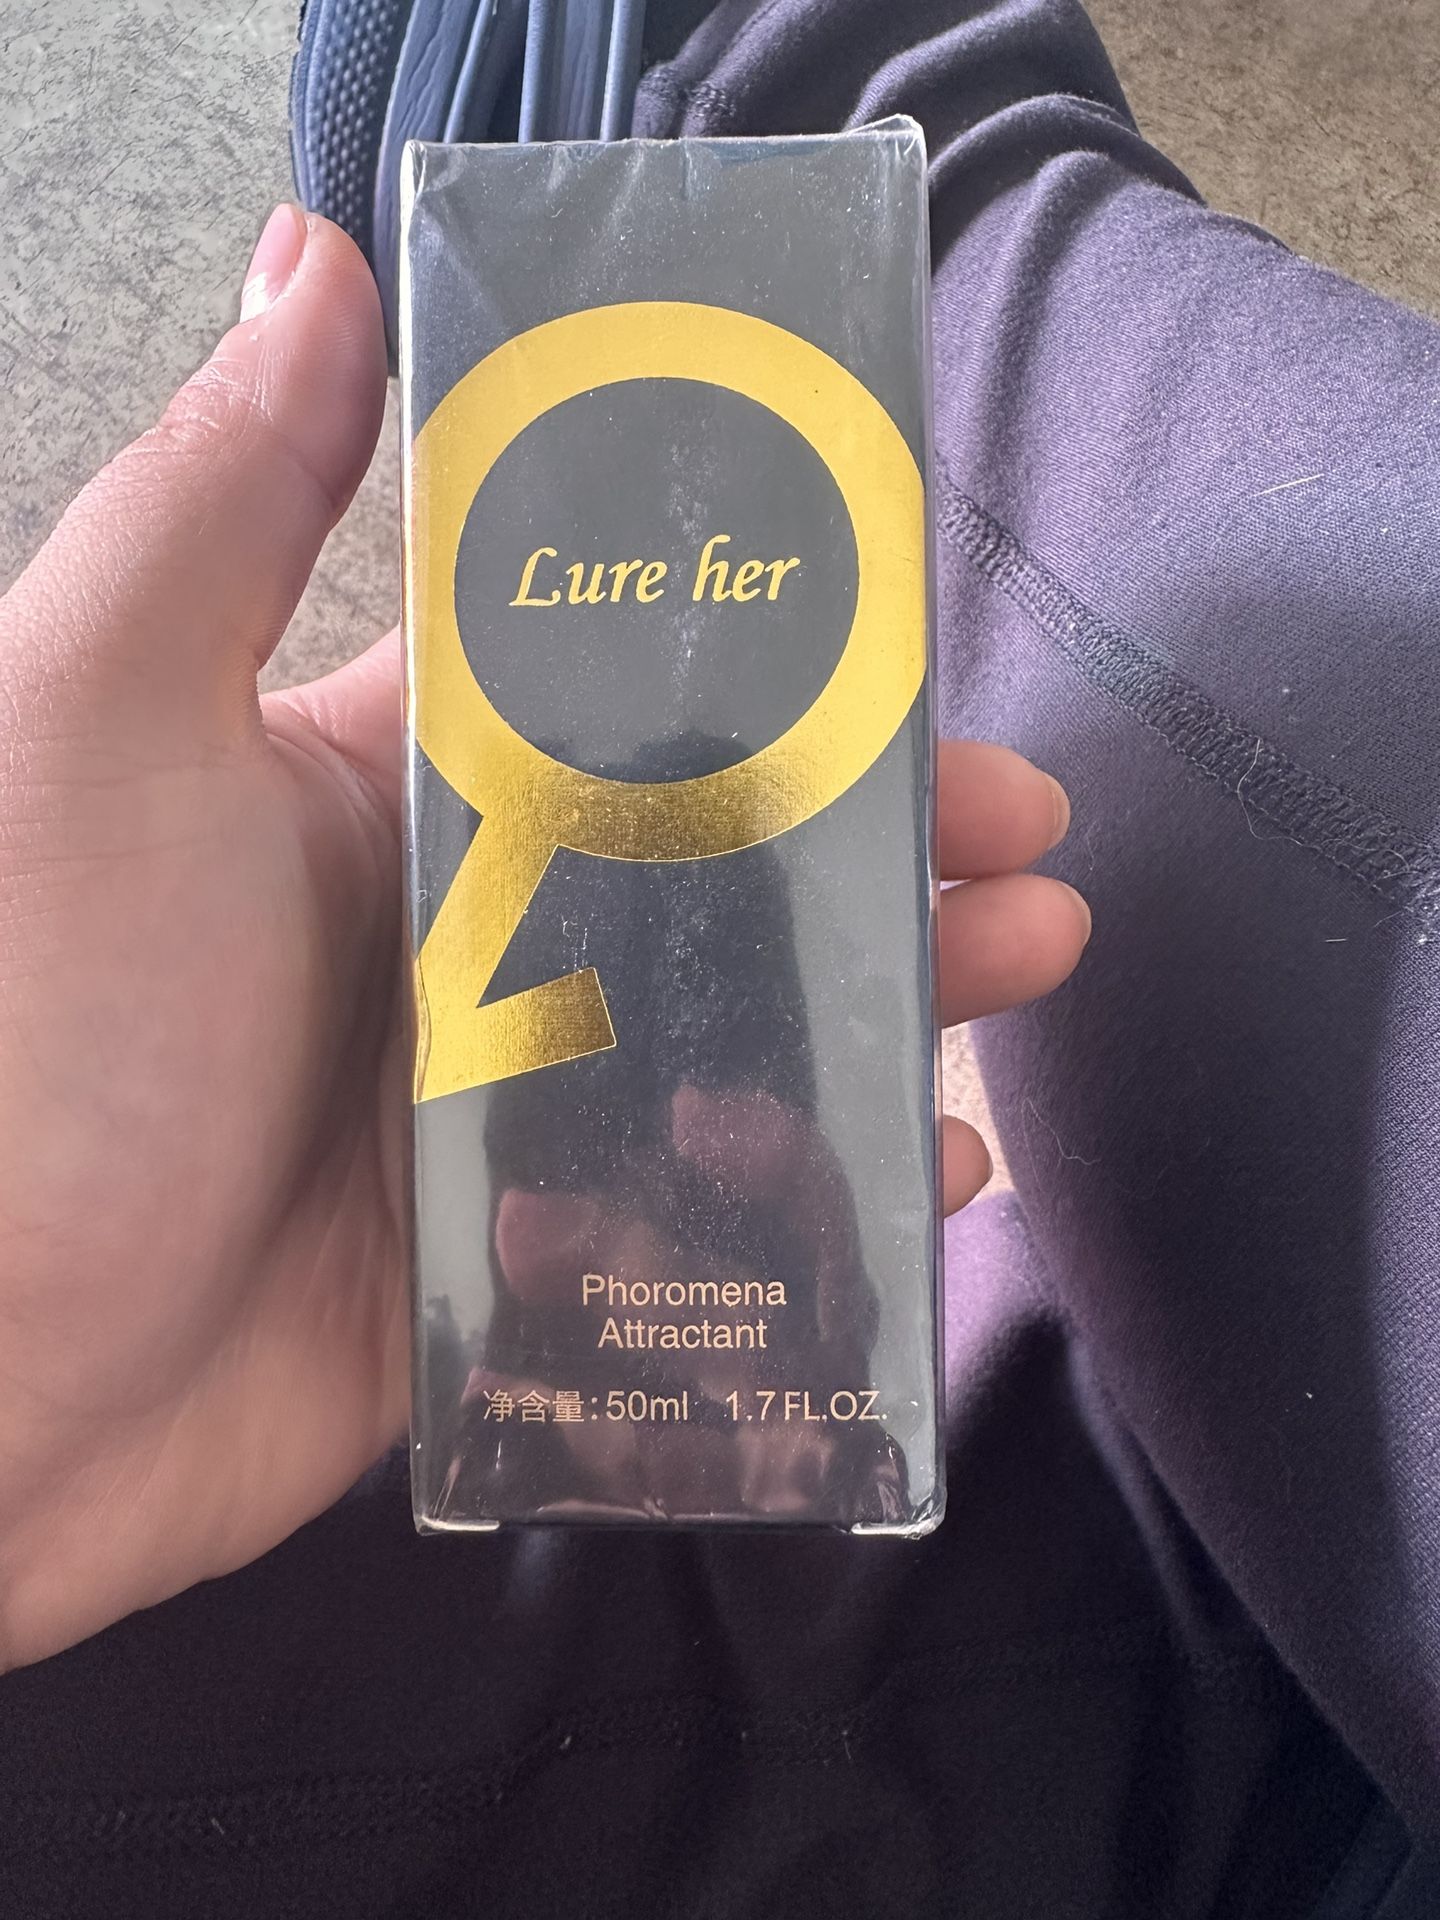 Lure her
Phoromena
Attractant
净含量:50ml 1.7 FL.OZ.